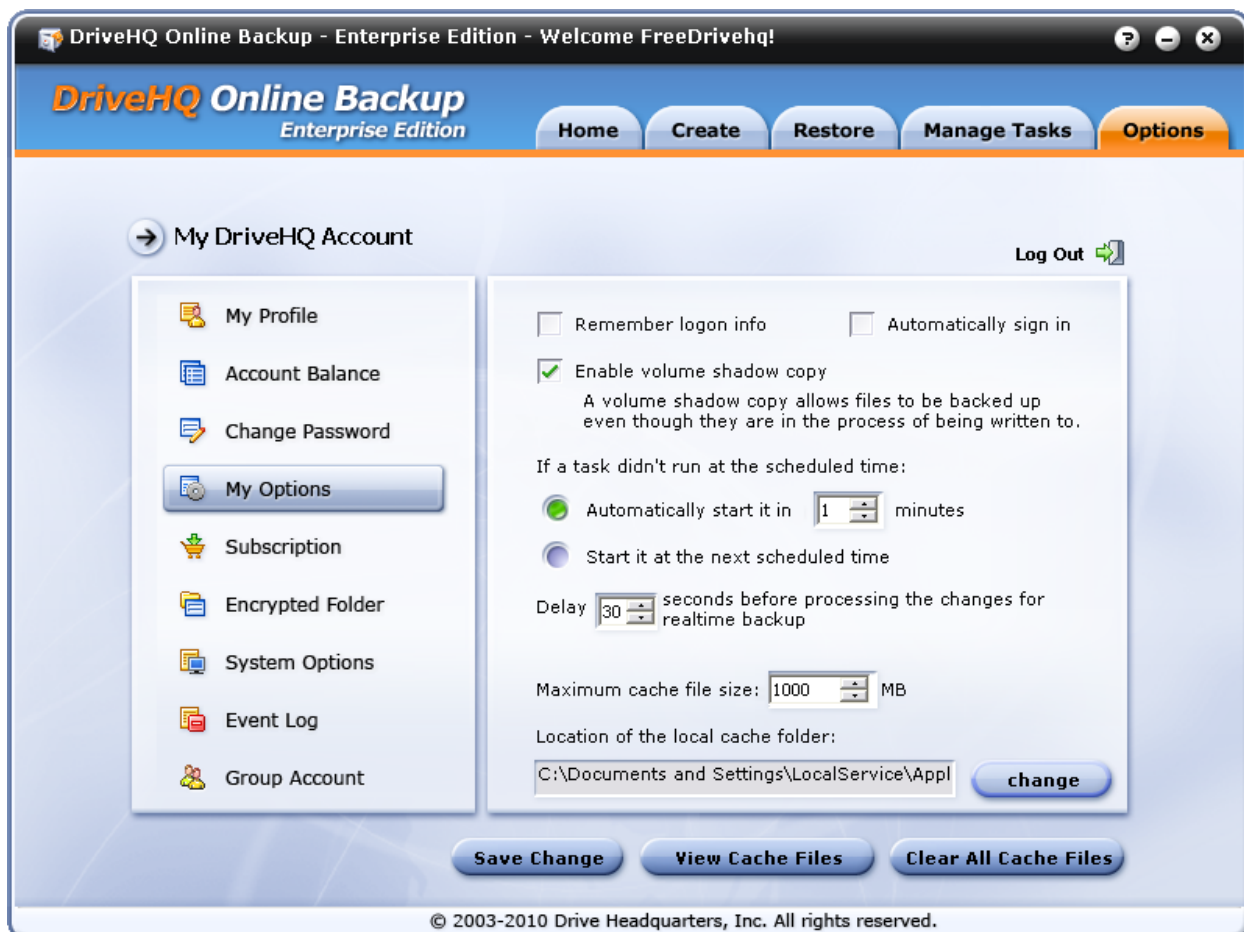 DriveHQ Online Backup - Enterprise Edition - Welcome FreeDrivehq!
DriveHQ Online Backup
Enterprise Edition
Home
Create
Restore
Manage Tasks
Options
My DriveHQ Account
Log Out
My Profile
Account Balance
Change Password
My Options
Subscription
Encrypted Folder
System Options
Event Log
Group Account
Remember logon info
Automatically sign in
Enable volume shadow copy
A volume shadow copy allows files to be backed up
even though they are in the process of being written to.
If a task didn't run at the scheduled time:
Automatically start it in 1 minutes
Start it at the next scheduled time
Delay 30 seconds before processing the changes for
realtime backup
Maximum cache file size: 1000 MB
Location of the local cache folder:
C:\Documents and Settings\LocalService\Appl
change
Save Change
View Cache Files
Clear All Cache Files
© 2003-2010 Drive Headquarters, Inc. All rights reserved.